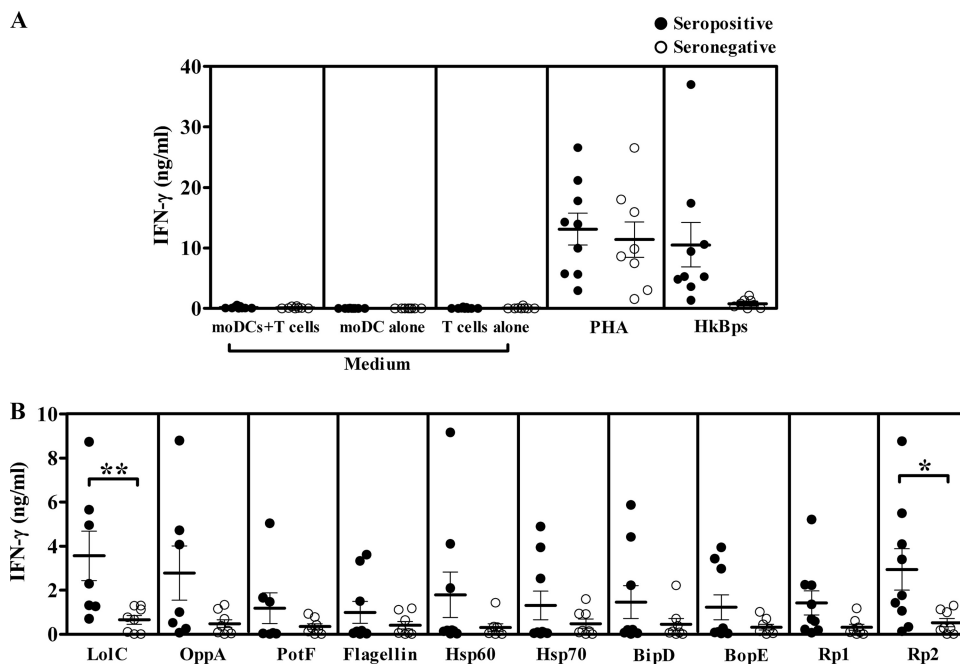 A
● Seropositive
○ Seronegative
IFN-γ (ng/ml)
40
30
20
10
0
moDCs+T cells moDC alone T cells alone PHA HkBps
Medium
B
IFN-γ (ng/ml)
10
8
6
4
2
0
** *
LolC OppA PotF Flagellin Hsp60 Hsp70 BipD BopE Rp1 Rp2